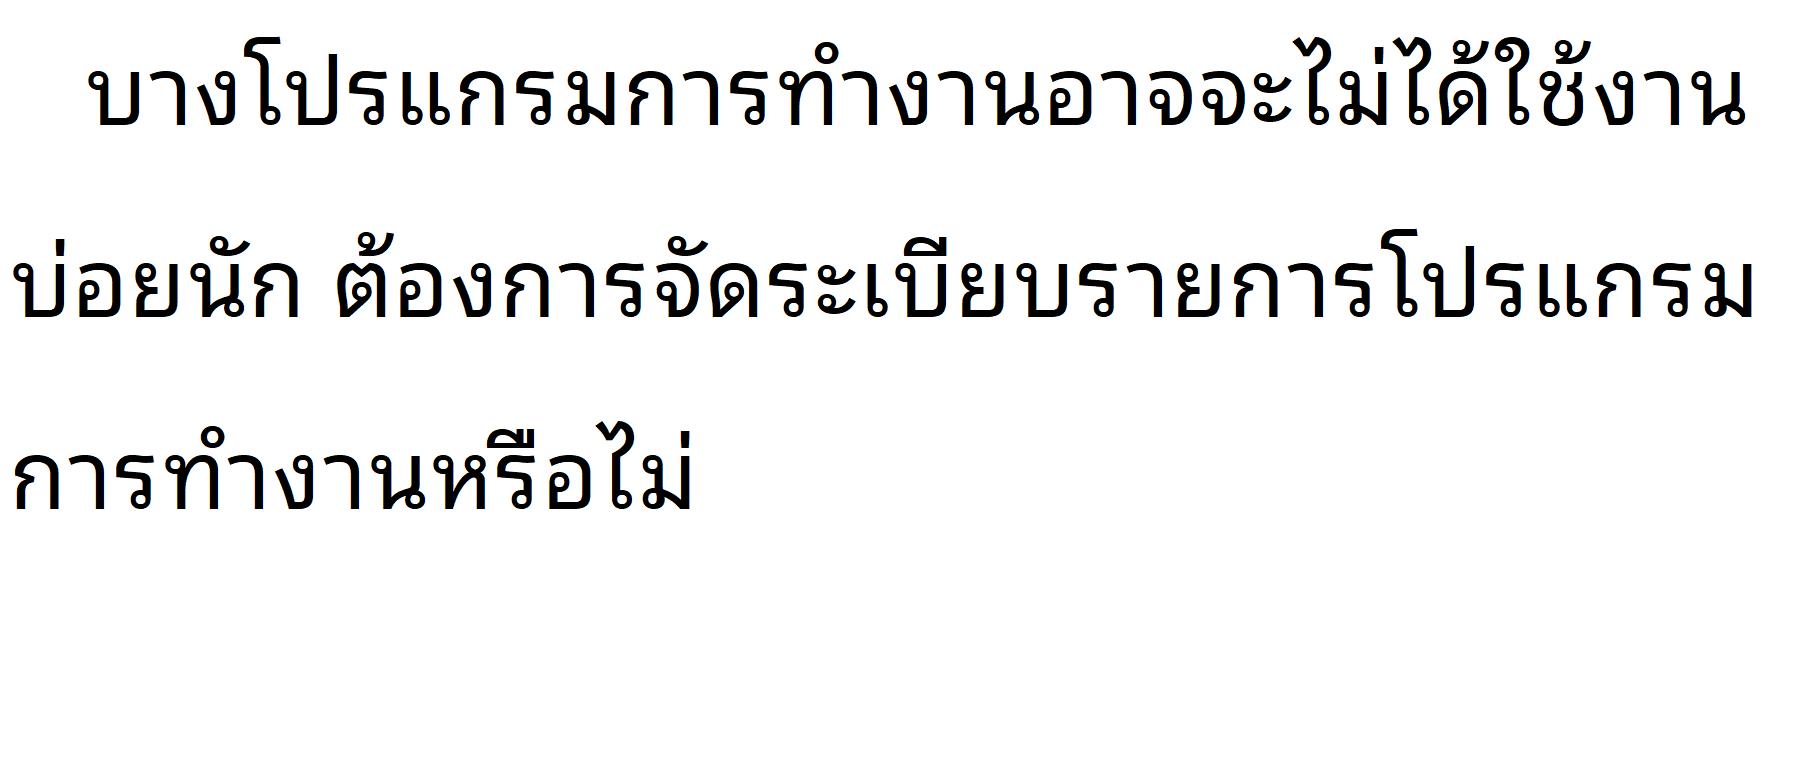 บางโปรแกรมการทำงานอาจจะไม่ได้ใช้งาน
บ่อยนัก ต้องการจัดระเบียบรายการโปรแกรม
การทำงานหรือไม่